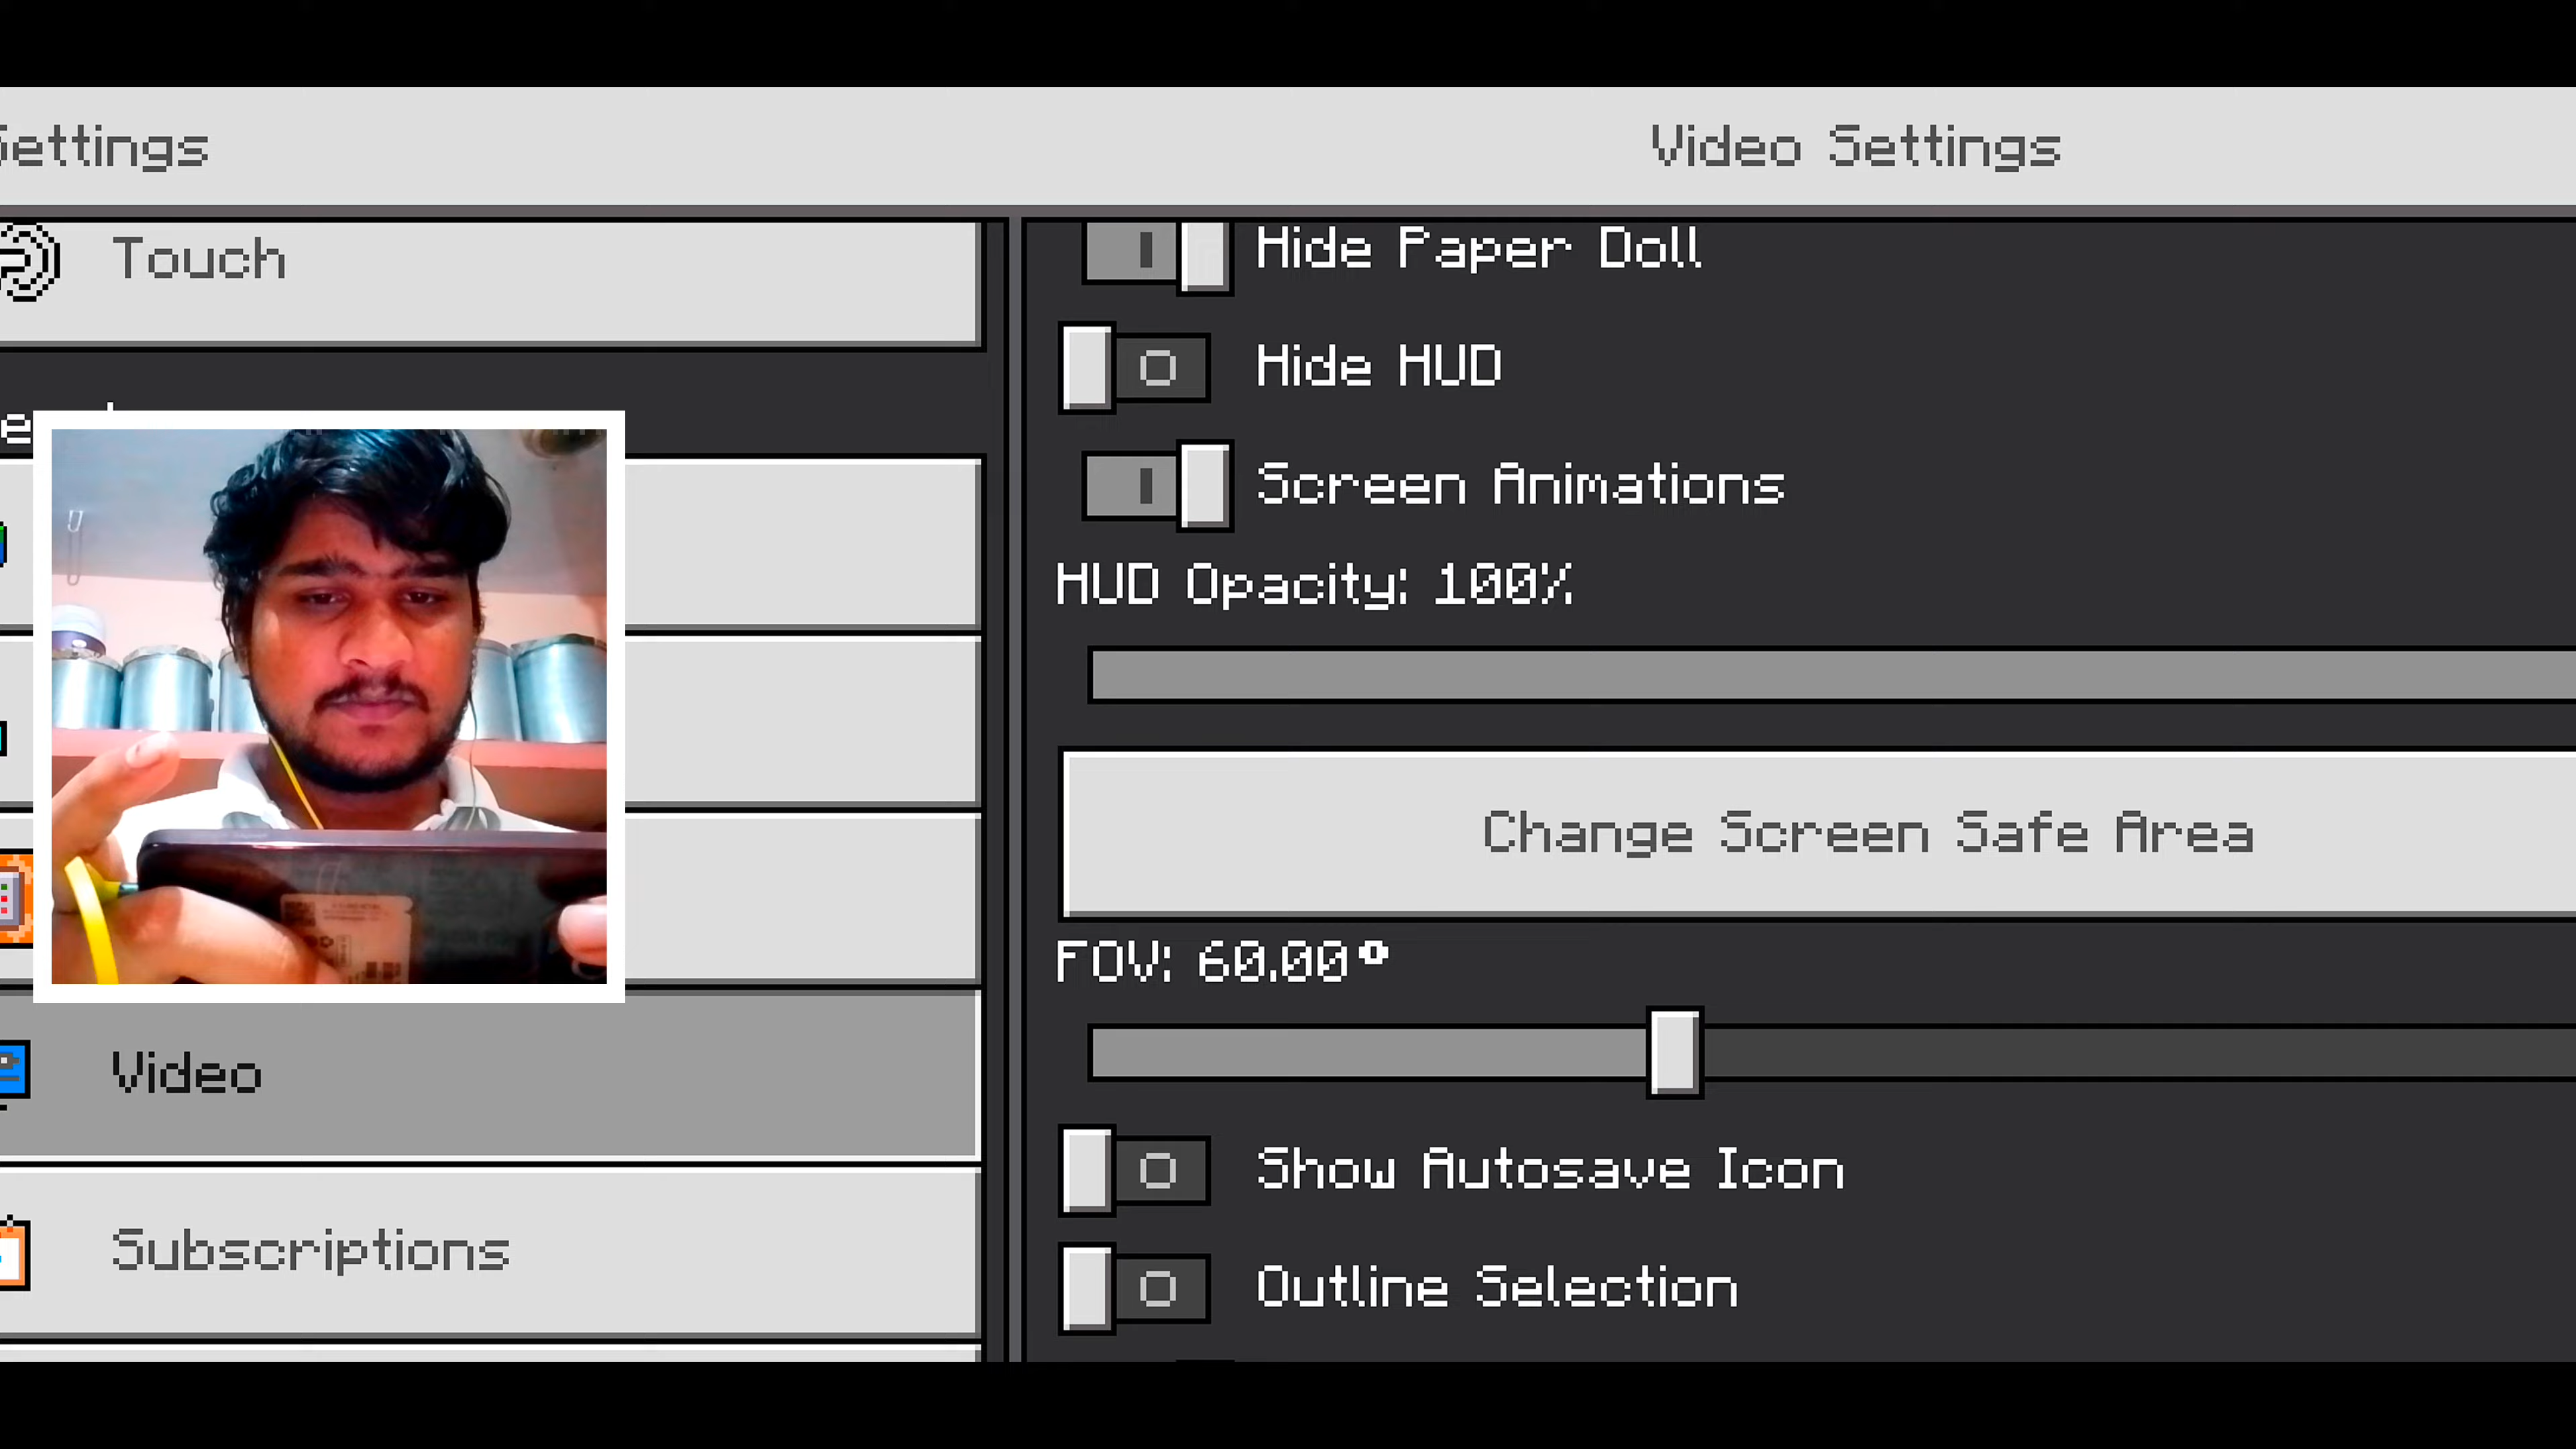 Settings
Video Settings
Touch
Hide Paper Doll
Hide HUD
Screen Animations
HUD Opacity: 100%
Change Screen Safe Area
FOV: 60.00°
Video
Show Autosave Icon
Subscriptions
Outline Selection